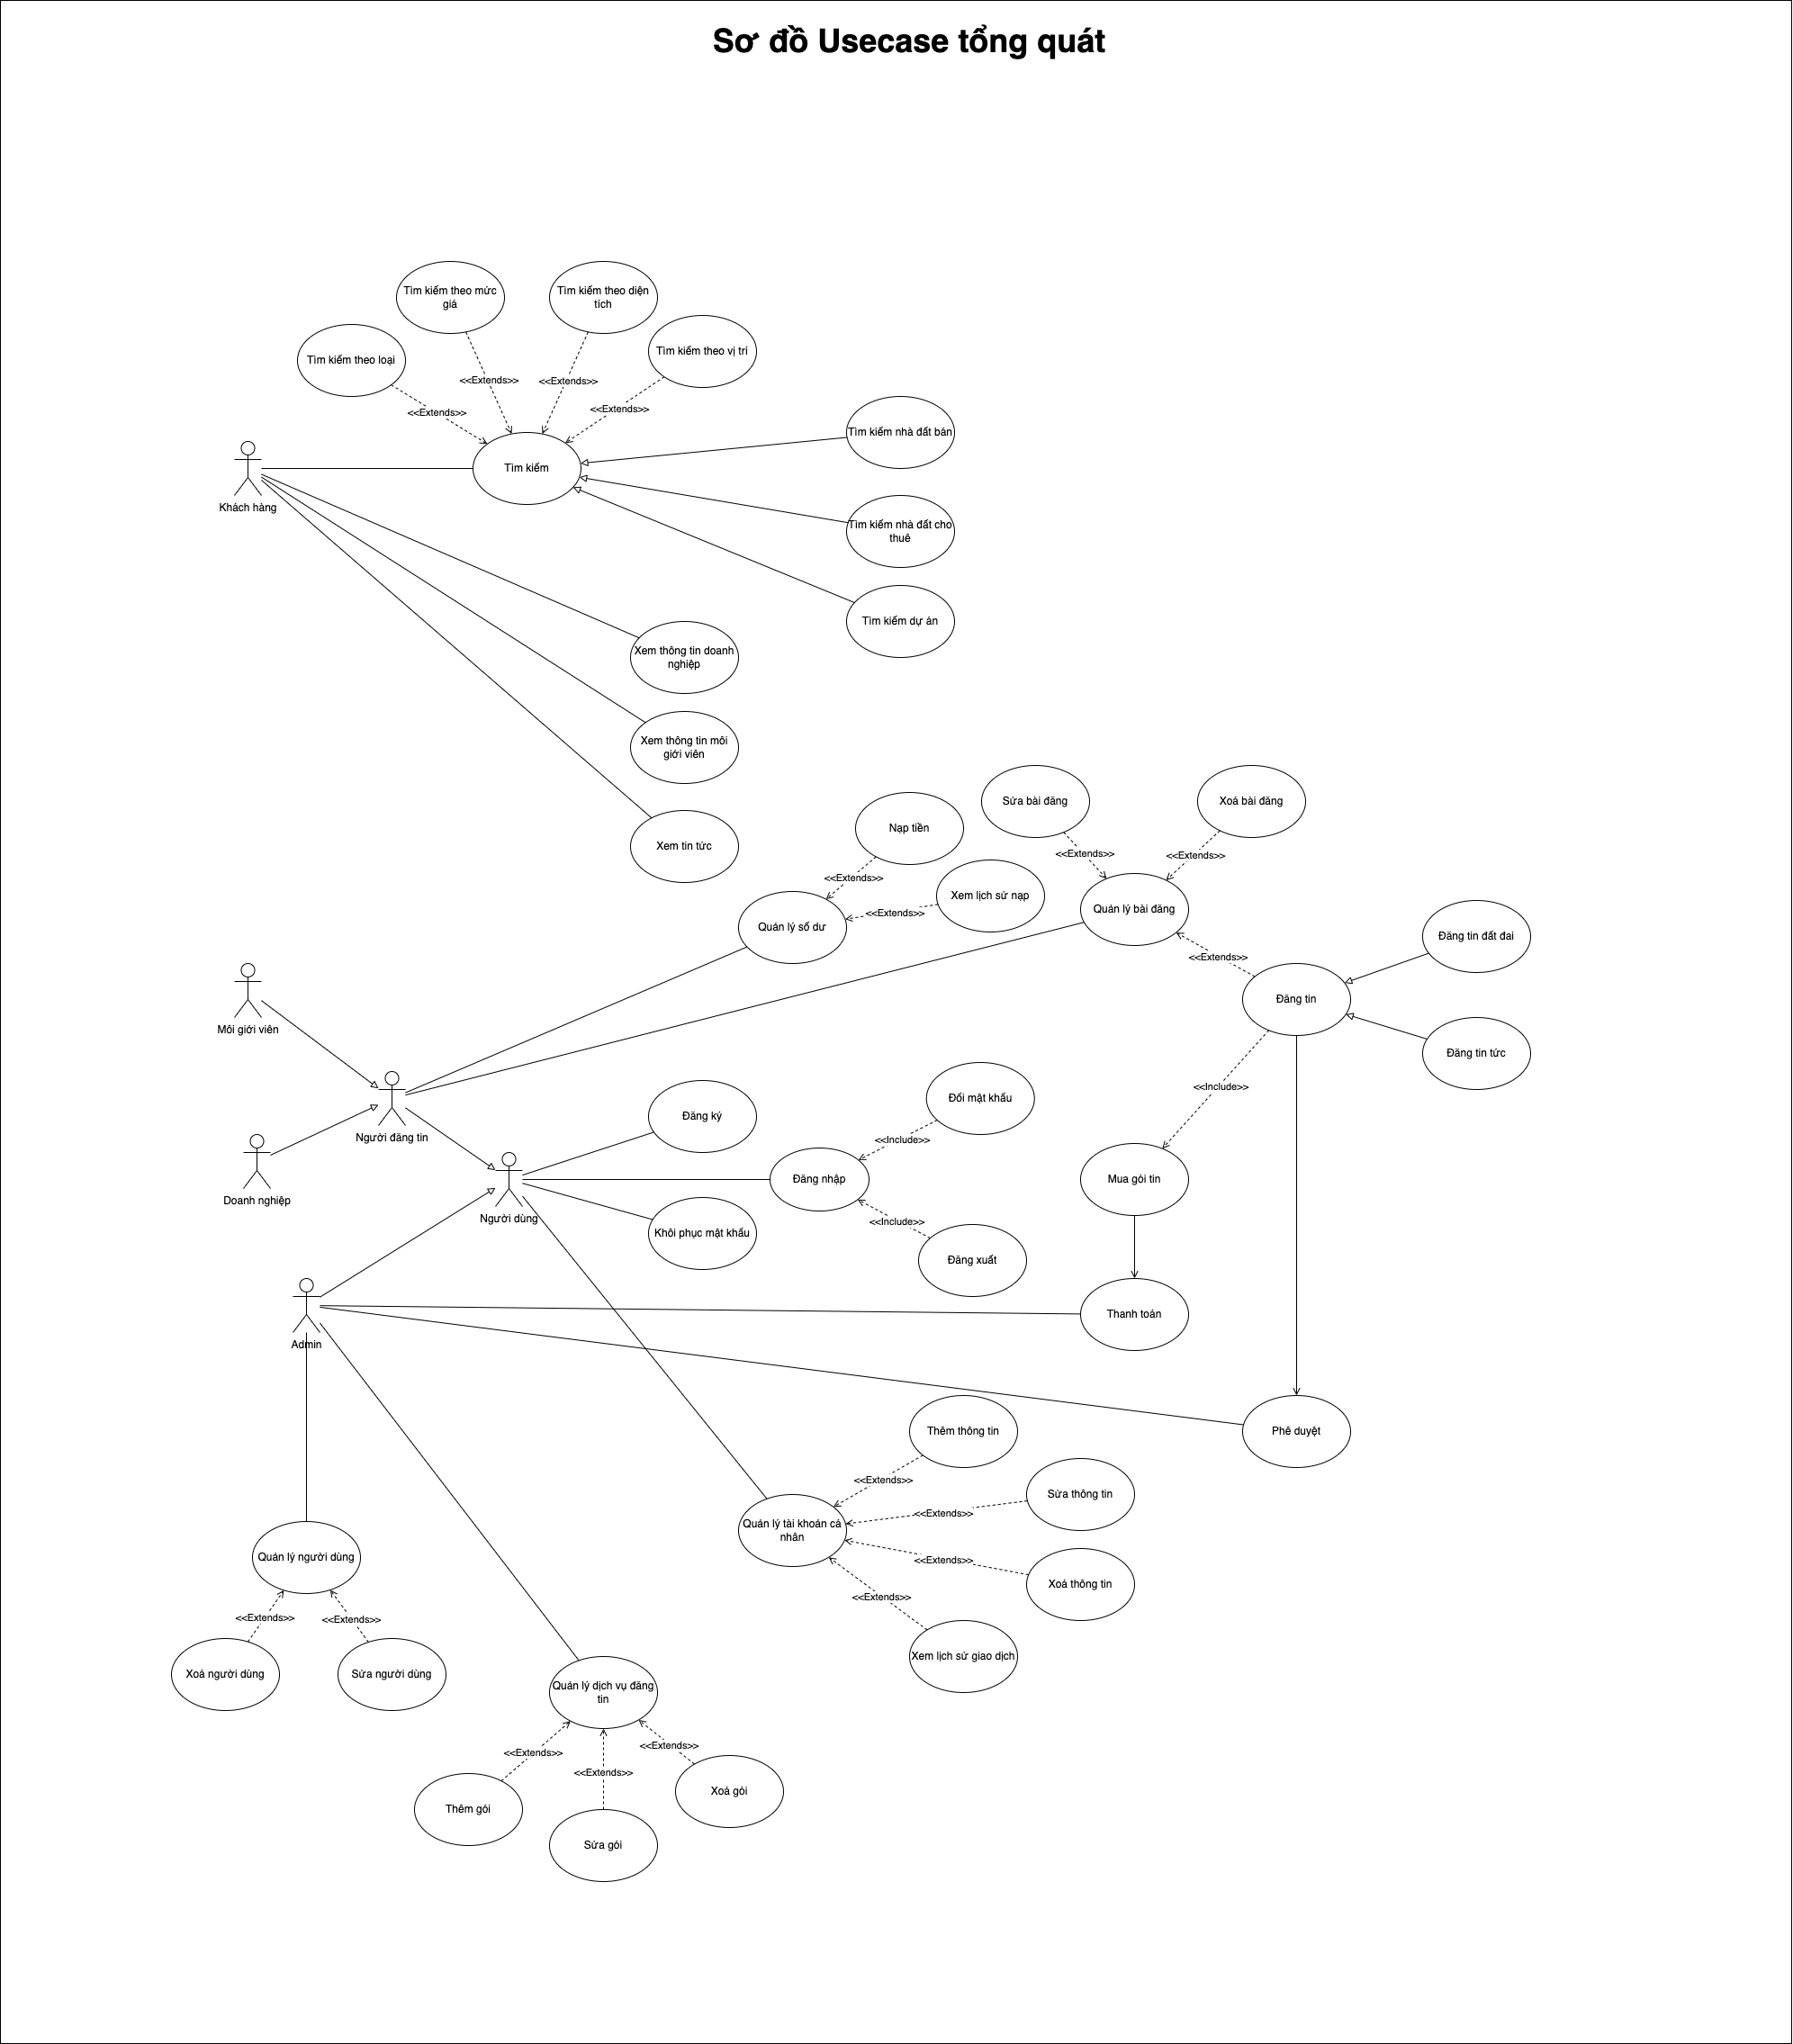 Sơ đồ Usecase tổng quát
Tìm kiếm theo mức
giá
Tìm kiếm theo diện
tích
Tìm kiếm theo loại
Tìm kiếm theo vị trí
<<Extends>>
<<Extends>>
<<Extends>>
<<Extends>>
Tìm kiếm nhà đất bán
Tìm kiếm
Khách hàng
Tìm kiếm nhà đất cho
thuê
Tìm kiếm dự án
Xem thông tin doanh
nghiệp
Xem thông tin môi
giới viên
Xem tin tức
Nạp tiền
Sửa bài đăng
Xoá bài đăng
<<Extends>>
<<Extends>>
<<Extends>>
Xem lịch sử nạp
<<Extends>>
Quản lý số dư
Quản lý bài đăng
Đăng tin đất đai
<<Extends>>
Đăng tin
Môi giới viên
Đăng tin tức
<<Include>>
Đổi mật khẩu
Đăng ký
Người đăng tin
<<Include>>
Đăng nhập
Mua gói tin
Doanh nghiệp
Người dùng
<<Include>>
Khôi phục mật khẩu
Đăng xuất
Thanh toán
Admin
Phê duyệt
Thêm thông tin
<<Extends>>
Sửa thông tin
<<Extends>>
Quản lý tài khoản cá
nhân
<<Extends>>
Xoá thông tin
<<Extends>>
Xem lịch sử giao dịch
Quản lý người dùng
<<Extends>>
<<Extends>>
Xoá người dùng
Sửa người dùng
Quản lý dịch vụ đăng
tin
<<Extends>>
<<Extends>>
<<Extends>>
Xoá gói
Thêm gói
Sửa gói